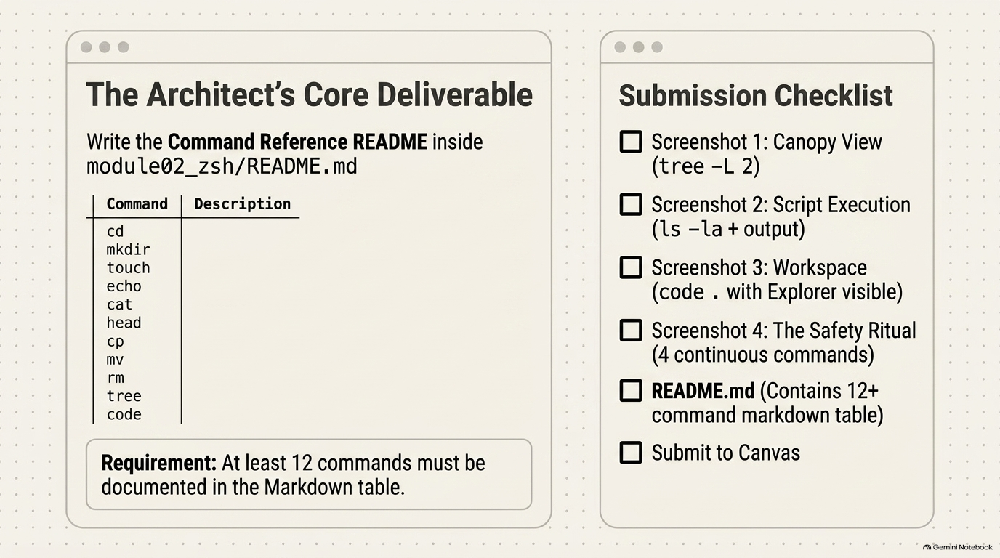 The Architect’s Core Deliverable
Write the Command Reference README inside
module02_zsh/README.md
Command Description
cd
mkdir
touch
echo
cat
head
cp
mv
rm
tree
code
Requirement: At least 12 commands must be
documented in the Markdown table.
Submission Checklist
Screenshot 1: Canopy View
(tree -L 2)
Screenshot 2: Script Execution
(ls -la + output)
Screenshot 3: Workspace
(code . with Explorer visible)
Screenshot 4: The Safety Ritual
(4 continuous commands)
README.md (Contains 12+
command markdown table)
Submit to Canvas
Gemini Notebook